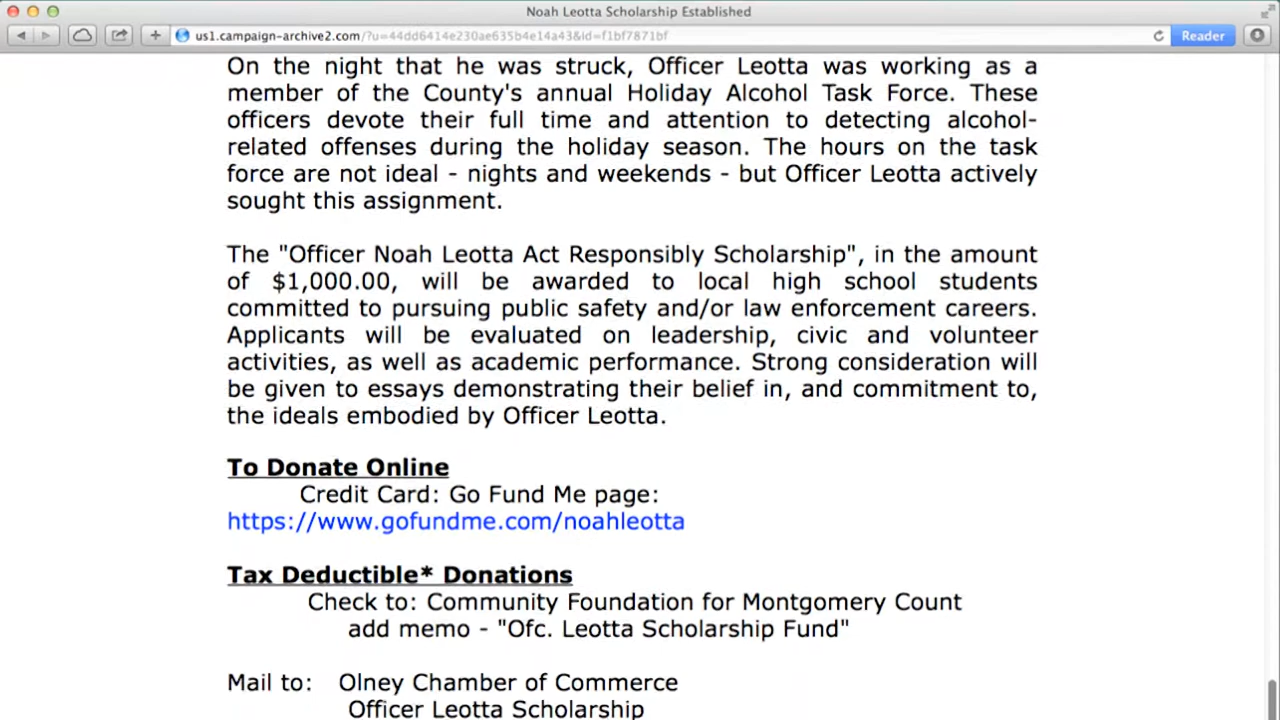 Noah Leotta Scholarship Established
us1.campaign-archive2.com/?u=44dd6414e230ae635b4e14a43&id=f1bf7871bf
Reader
On the night that he was struck, Officer Leotta was working as a
member of the County's annual Holiday Alcohol Task Force. These
officers devote their full time and attention to detecting alcohol-
related offenses during the holiday season. The hours on the task
force are not ideal - nights and weekends - but Officer Leotta actively
sought this assignment.
The "Officer Noah Leotta Act Responsibly Scholarship", in the amount
of $1,000.00, will be awarded to local high school students
committed to pursuing public safety and/or law enforcement careers.
Applicants will be evaluated on leadership, civic and volunteer
activities, as well as academic performance. Strong consideration will
be given to essays demonstrating their belief in, and commitment to,
the ideals embodied by Officer Leotta.
To Donate Online
Credit Card: Go Fund Me page:
https://www.gofundme.com/noahleotta
Tax Deductible* Donations
Check to: Community Foundation for Montgomery Count
add memo - "Ofc. Leotta Scholarship Fund"
Mail to: Olney Chamber of Commerce
Officer Leotta Scholarship